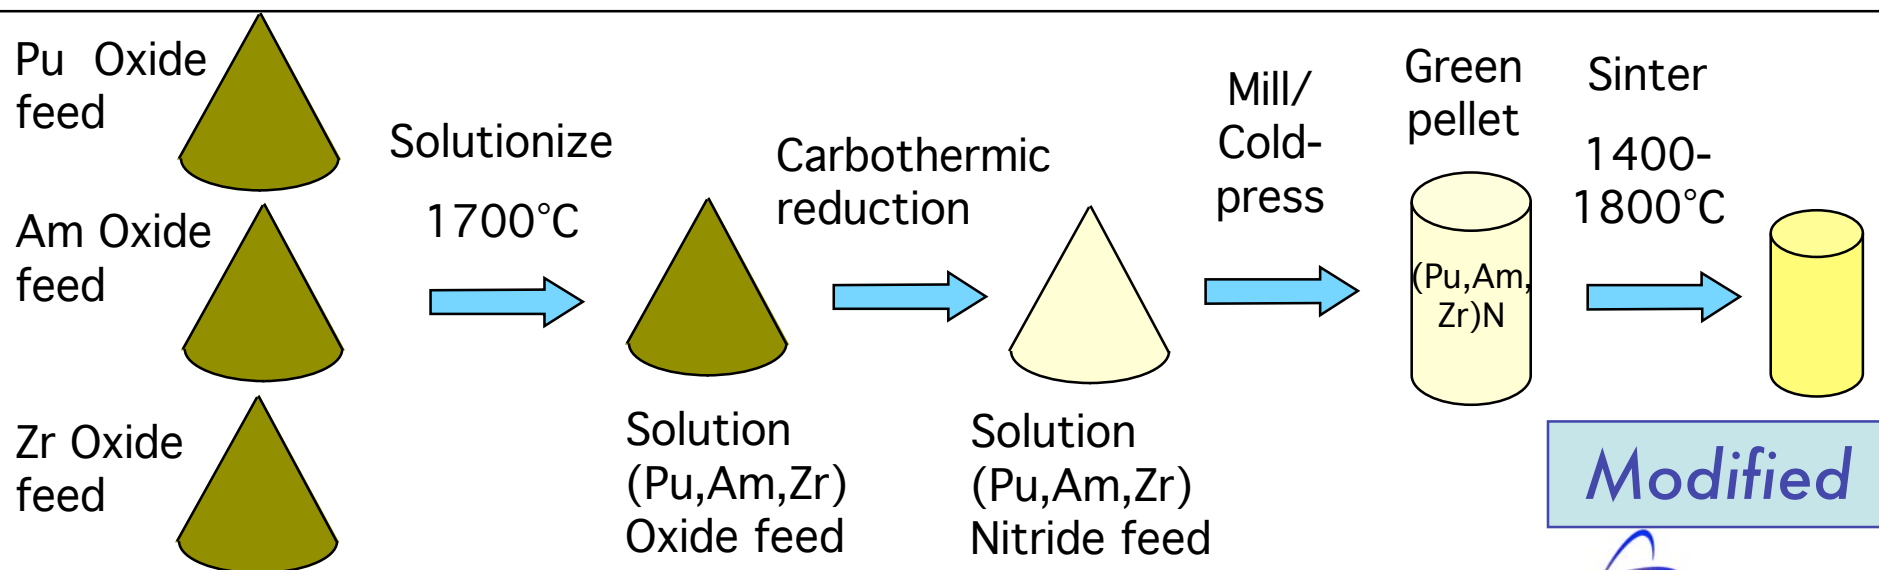 Pu Oxide
feed
Am Oxide
feed
Zr Oxide
feed
Solutionize
1700°C
Solution
(Pu,Am,Zr)
Oxide feed
Carbothermic
reduction
Solution
(Pu,Am,Zr)
Nitride feed
Mill/
Cold-
press
Green
pellet
(Pu,Am,
Zr)N
Sinter
1400-
1800°C
Modified